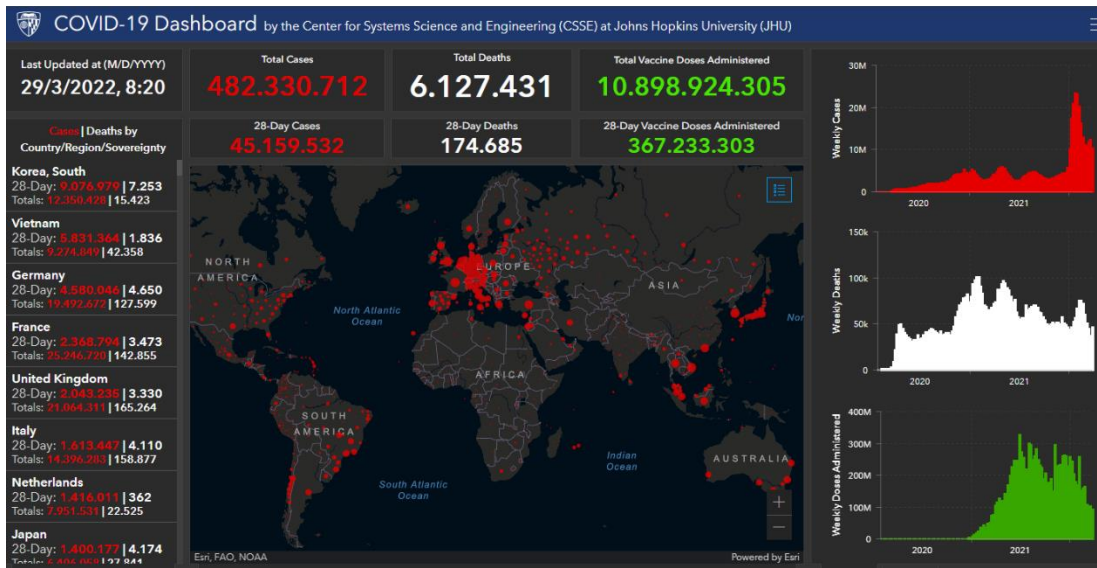 COVID-19 Dashboard by the Center for Systems Science and Engineering (CSSE) at Johns Hopkins University (JHU)
Last Updated at (M/D/YYYY)
29/3/2022, 8:20
Cases | Deaths by
Country/Region/Sovereignty
Korea, South
28-Day: 9.076.979 | 7.253
Totals: 12.350.428 | 15.423
Vietnam
28-Day: 5.831.364 | 1.836
Totals: 9.274.849 | 42.358
Germany
28-Day: 4.580.046 | 4.650
Totals: 19.492.672 | 127.599
France
28-Day: 2.368.794 | 3.473
Totals: 25.246.720 | 142.855
United Kingdom
28-Day: 2.043.235 | 3.330
Totals: 21.064.311 | 165.264
Italy
28-Day: 1.613.447 | 4.110
Totals: 14.396.283 | 158.877
Netherlands
28-Day: 1.416.011 | 362
Totals: 7.951.531 | 22.525
Japan
28-Day: 1.400.177 | 4.174
Totals: 6.406.058 | 27.841
Total Cases
482.330.712
Total Deaths
6.127.431
Total Vaccine Doses Administered
10.898.924.305
28-Day Cases
45.159.532
28-Day Deaths
174.685
28-Day Vaccine Doses Administered
367.233.303
NORTH
AMERICA
EUROPE
ASIA
North Atlantic
Ocean
Nor
AFRICA
SOUTH
AMERICA
Indian
Ocean
AUSTRALIA
South Atlantic
Ocean
+
−
Esri, FAO, NOAA
Powered by Esri
Weekly Cases
30M
20M
10M
0
2020
2021
Weekly Deaths
150k
100k
50k
0
2020
2021
Weekly Doses Administered
400M
300M
200M
100M
0
2020
2021